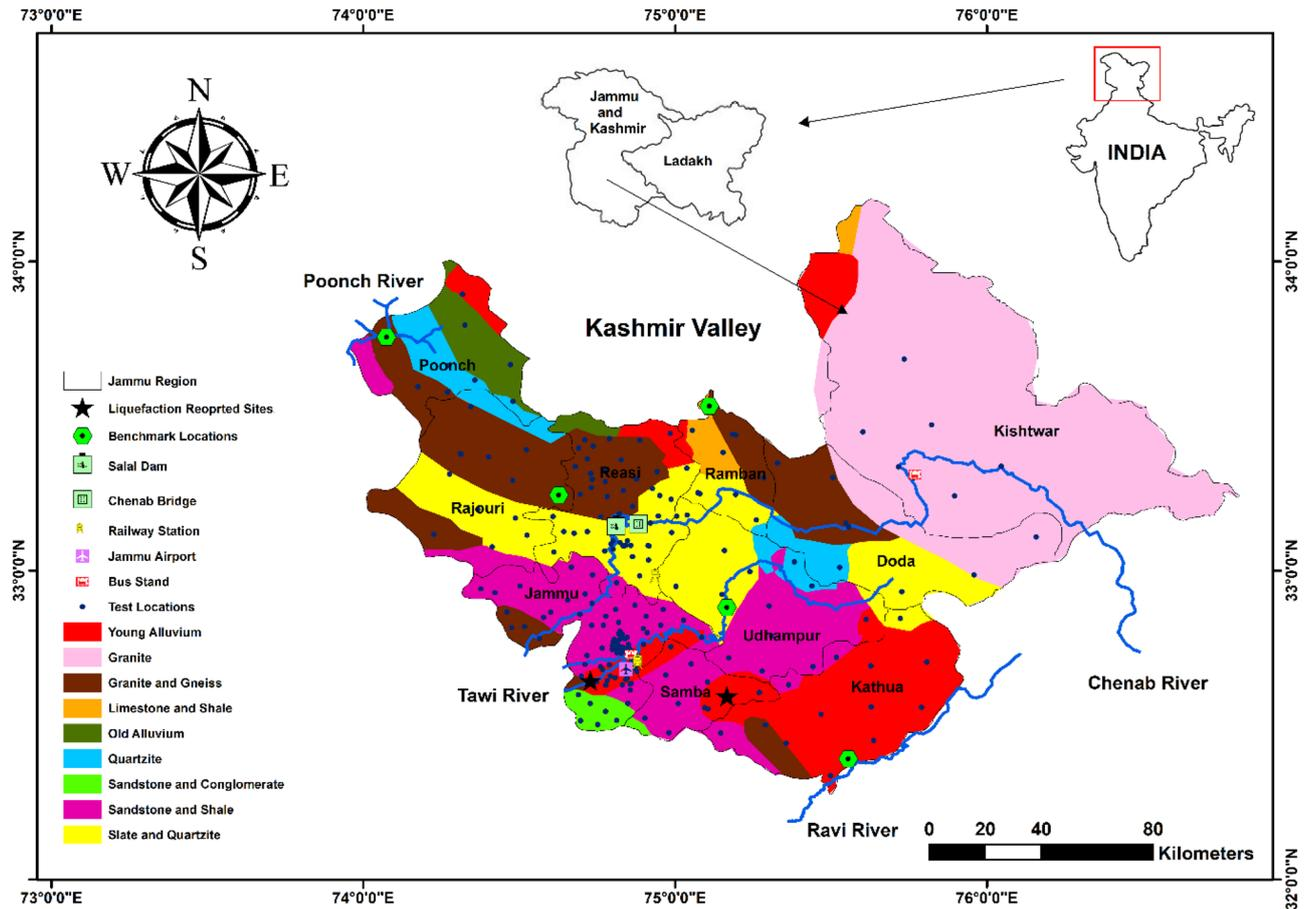 73°0'0"E 74°0'0"E 75°0'0"E 76°0'0"E
N
W E
S
Jammu
and
Kashmir
Ladakh
INDIA
34°0'0"N 34°0'0"N
Poonch River
Kashmir Valley
Poonch
Kishtwar
Reasi
Ramban
Rajouri
Doda
33°0'0"N 33°0'0"N
Jammu
Udhampur
Samba
Kathua
Tawi River
Chenab River
Ravi River
Jammu Region
Liquefaction Reoprted Sites
Benchmark Locations
Salal Dam
Chenab Bridge
Railway Station
Jammu Airport
Bus Stand
Test Locations
Young Alluvium
Granite
Granite and Gneiss
Limestone and Shale
Old Alluvium
Quartzite
Sandstone and Conglomerate
Sandstone and Shale
Slate and Quartzite
0 20 40 80
Kilometers
32°0'0"N
73°0'0"E 74°0'0"E 75°0'0"E 76°0'0"E